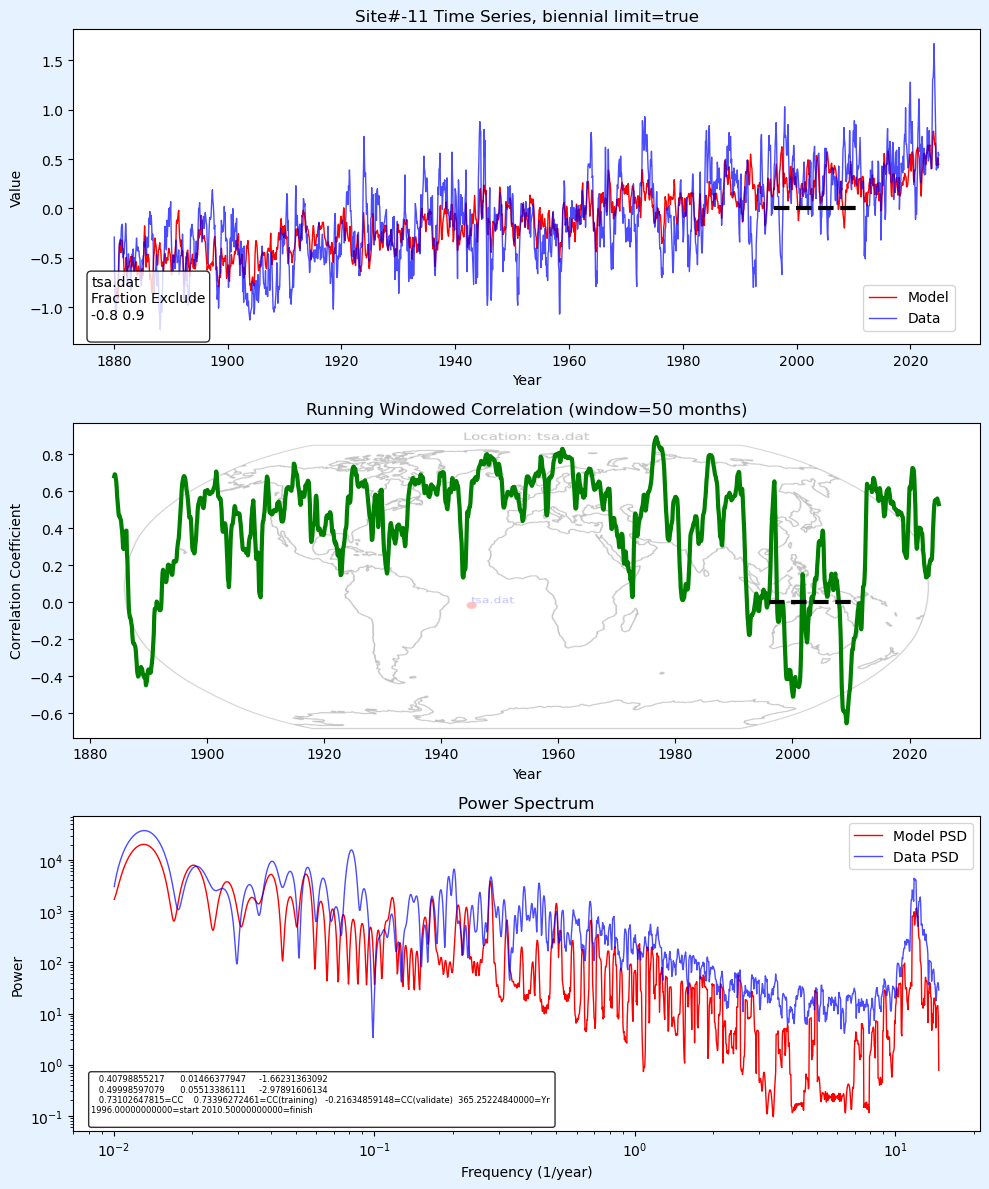 Site#-11 Time Series, biennial limit=true
Value
1.5
1.0
0.5
0.0
−0.5
−1.0
tsa.dat
Fraction Exclude
-0.8 0.9
Model
Data
1880 1900 1920 1940 1960 1980 2000 2020
Year
Running Windowed Correlation (window=50 months)
Location: tsa.dat
Correlation Coefficient
0.8
0.6
0.4
0.2
0.0
−0.2
−0.4
−0.6
tsa.dat
1880 1900 1920 1940 1960 1980 2000 2020
Year
Power Spectrum
Model PSD
Data PSD
Power
10⁴
10³
10²
10¹
10⁰
10⁻¹
0.40798855217 0.01466377947 -1.66231363092
0.49998597079 0.05513386111 -2.97891606134
0.73102647815=CC 0.73396272461=CC(training) -0.21634859148=CC(validate) 365.25224840000=Yr
1996.00000000000=start 2010.50000000000=finish
10⁻² 10⁻¹ 10⁰ 10¹
Frequency (1/year)